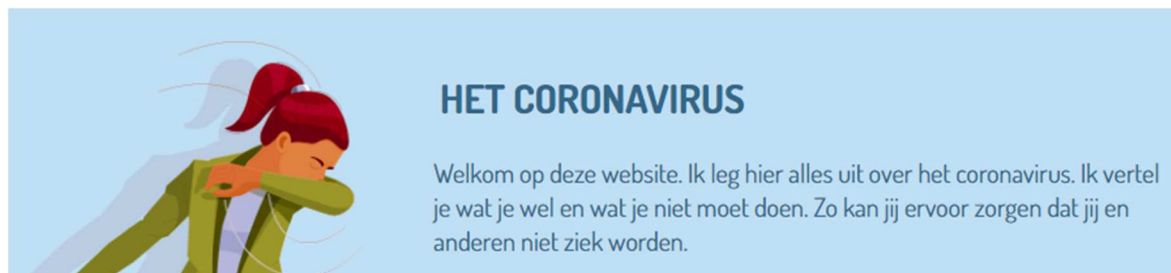 HET CORONAVIRUS
Welkom op deze website. Ik leg hier alles uit over het coronavirus. Ik vertel
je wat je wel en wat je niet moet doen. Zo kan jij ervoor zorgen dat jij en
anderen niet ziek worden.